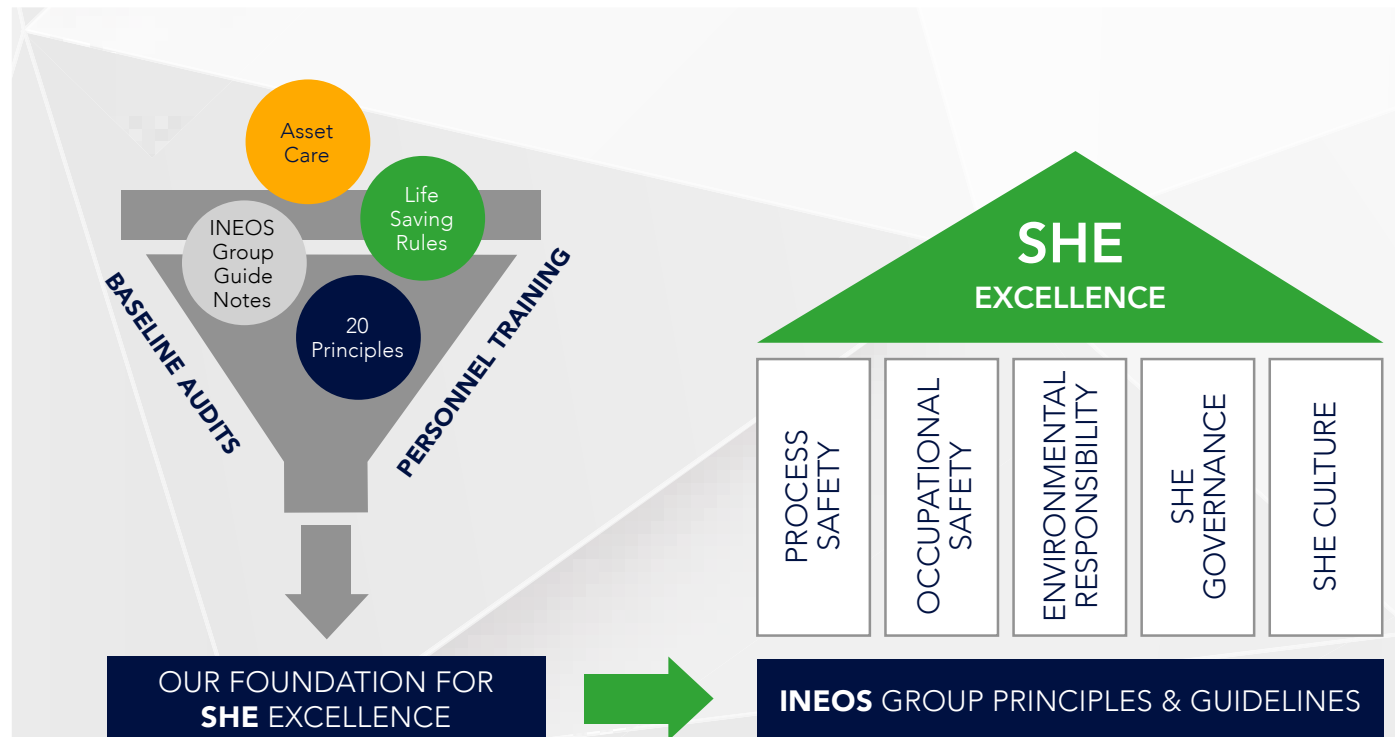 Asset
Care
Life
Saving
Rules
INEOS
Group
Guide
Notes
20
Principles
BASELINE AUDITS
PERSONNEL TRAINING
OUR FOUNDATION FOR
SHE EXCELLENCE
SHE
EXCELLENCE
PROCESS
SAFETY
OCCUPATIONAL
SAFETY
ENVIRONMENTAL
RESPONSIBILITY
SHE
GOVERNANCE
SHE CULTURE
INEOS GROUP PRINCIPLES & GUIDELINES